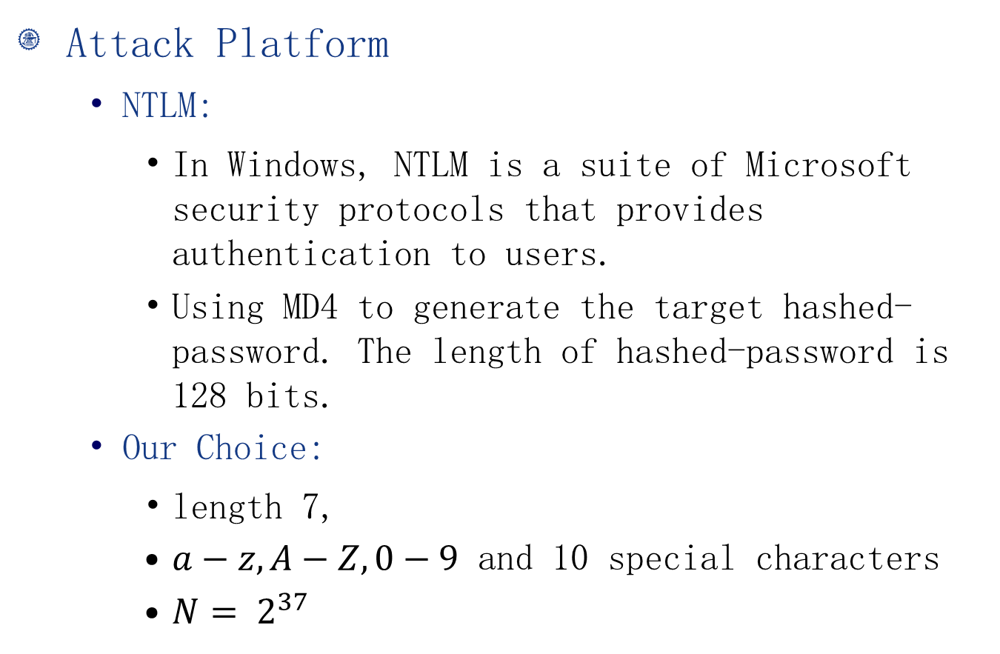 Attack Platform
• NTLM:
• In Windows, NTLM is a suite of Microsoft
security protocols that provides
authentication to users.
• Using MD4 to generate the target hashed-
password. The length of hashed-password is
128 bits.
• Our Choice:
• length 7,
• a − z, A − Z, 0 − 9 and 10 special characters
• N = 2³⁷